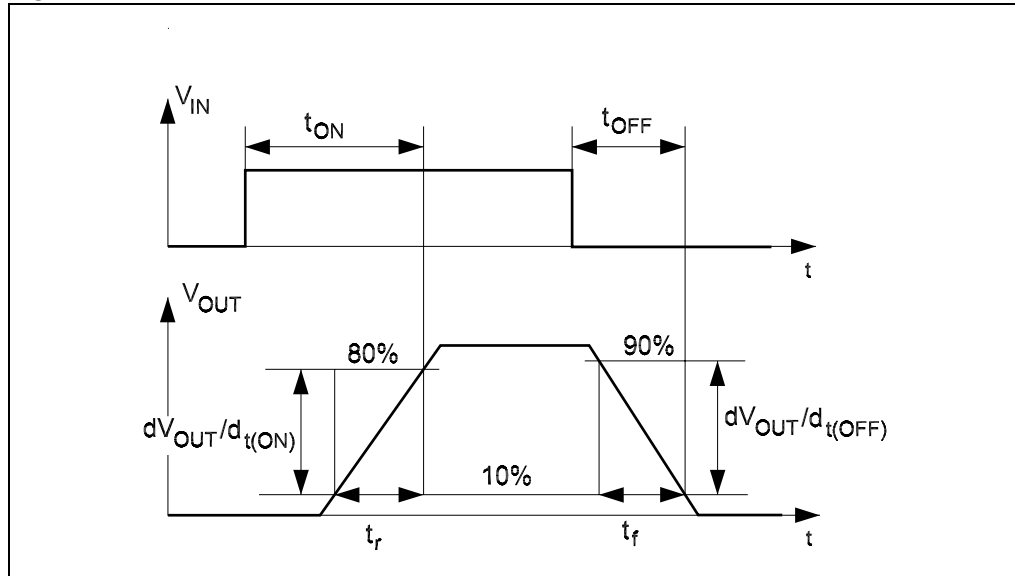 V_IN
t_ON
t_OFF
t
V_OUT
80%
90%
dV_OUT/d_t(ON)
dV_OUT/d_t(OFF)
10%
t_r
t_f
t